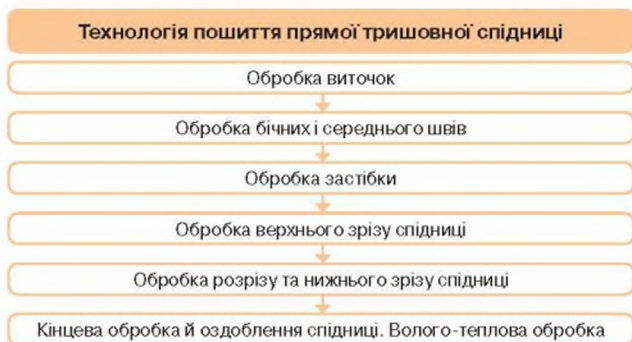 Технологія пошиття прямої тришовної спідниці
Обробка виточок
Обробка бічних і середнього швів
Обробка застібки
Обробка верхнього зрізу спідниці
Обробка розрізу та нижнього зрізу спідниці
Кінцева обробка й оздоблення спідниці. Волого-теплова обробка